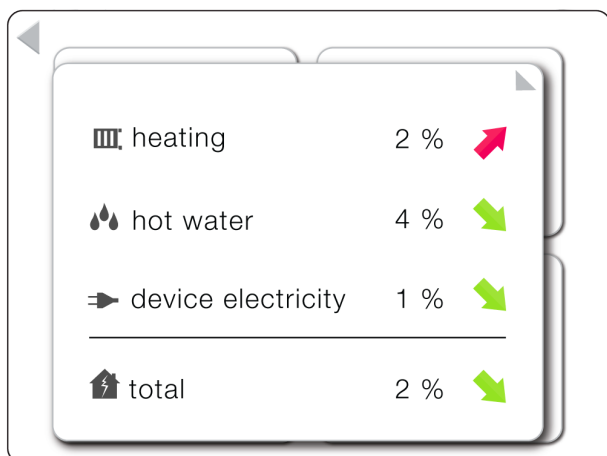 heating 2 %
hot water 4 %
device electricity 1 %
total 2 %